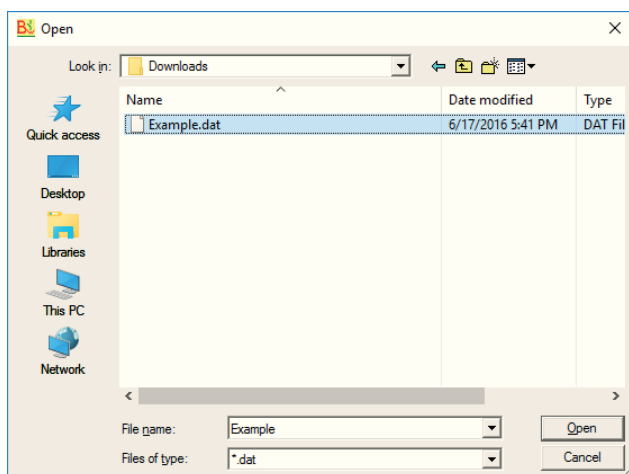 Open
Look in: Downloads
Name Date modified Type
Example.dat 6/17/2016 5:41 PM DAT Fil
Quick access
Desktop
Libraries
This PC
Network
File name: Example Open
Files of type: *.dat Cancel